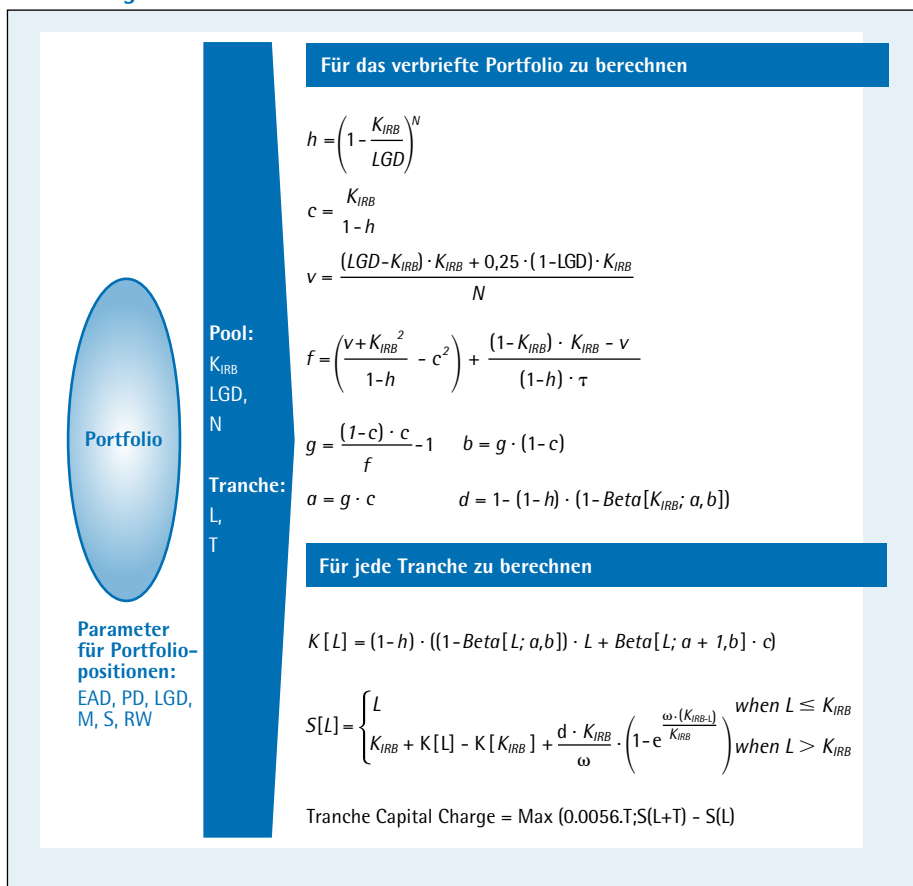 Für das verbriefte Portfolio zu berechnen
h = (1 - K_IRB / LGD)^N
c = K_IRB / 1 - h
v = (LGD - K_IRB) · K_IRB + 0,25 · (1 - LGD) · K_IRB / N
f = (v + K_IRB² / 1 - h - c²) + (1 - K_IRB) · K_IRB - v / (1 - h) · τ
g = (1 - c) · c / f - 1 b = g · (1 - c)
a = g · c d = 1 - (1 - h) · (1 - Beta[K_IRB; a, b])
Portfolio
Pool:
K_IRB
LGD,
N
Tranche:
L,
T
Parameter
für Portfolio-
positionen:
EAD, PD, LGD,
M, S, RW
Für jede Tranche zu berechnen
K[L] = (1 - h) · ((1 - Beta[L; a,b]) · L + Beta[L; a + 1,b] · c)
S[L] = { L when L ≤ K_IRB
K_IRB + K[L] - K[K_IRB] + d · K_IRB / ω · (1 - e^(ω·(K_IRB-L) / K_IRB)) when L > K_IRB
Tranche Capital Charge = Max (0.0056.T;S(L+T) - S(L)